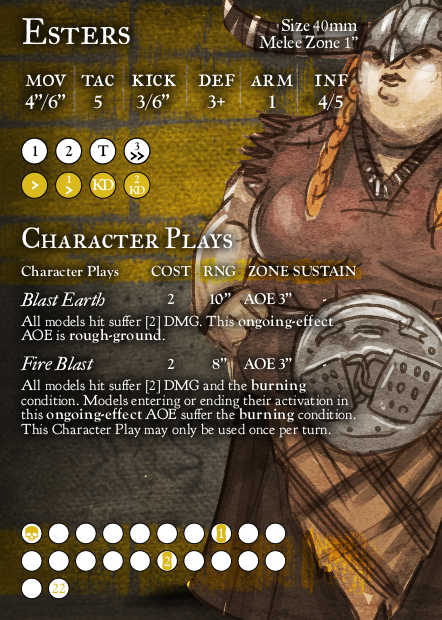 Esters
Size 40mm
Melee Zone 1”
MOV TAC KICK DEF ARM INF
4”/6” 5 3/6” 3+ 1 4/5
1 2 T 3 >>
> 1 > KD 2 KD
Character Plays
Character Plays COST RNG ZONE SUSTAIN
Blast Earth 2 10” AOE 3” -
All models hit suffer [2] DMG. This ongoing-effect
AOE is rough-ground.
Fire Blast 2 8” AOE 3” -
All models hit suffer [2] DMG and the burning
condition. Models entering or ending their activation in
this ongoing-effect AOE suffer the burning condition.
This Character Play may only be used once per turn.
1
2
22